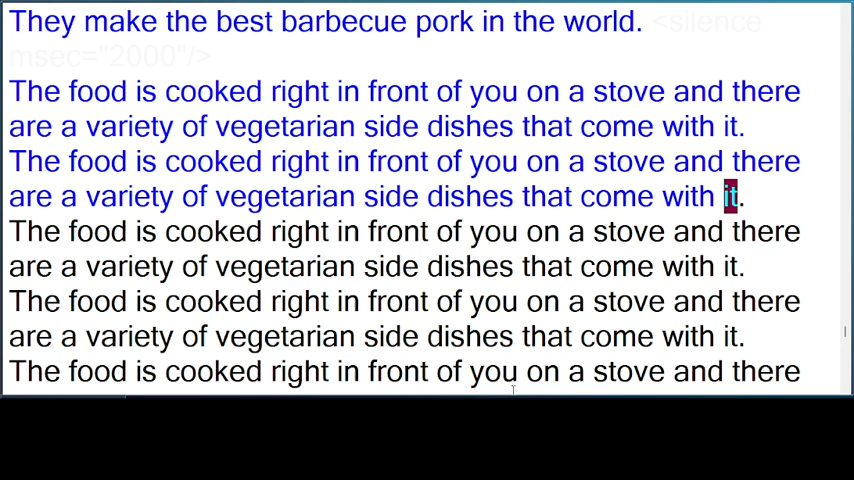 They make the best barbecue pork in the world. <silence
msec="2000"/>
The food is cooked right in front of you on a stove and there
are a variety of vegetarian side dishes that come with it.
The food is cooked right in front of you on a stove and there
are a variety of vegetarian side dishes that come with it.
The food is cooked right in front of you on a stove and there
are a variety of vegetarian side dishes that come with it.
The food is cooked right in front of you on a stove and there
are a variety of vegetarian side dishes that come with it.
The food is cooked right in front of you on a stove and there